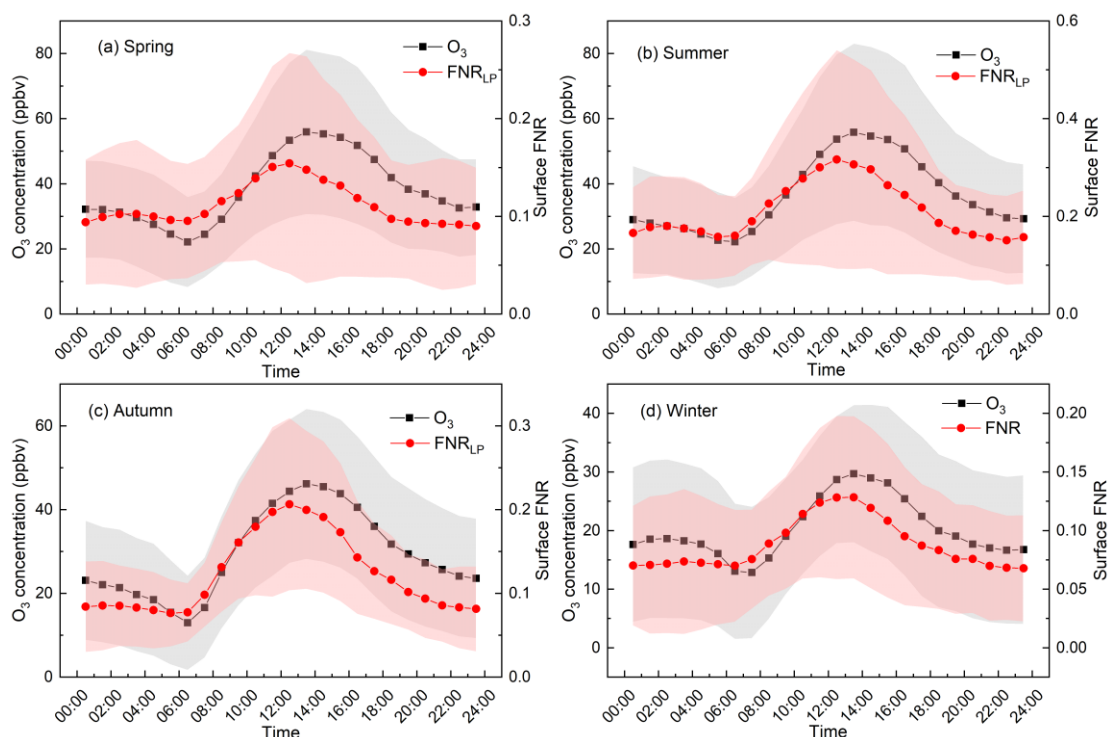 (a) Spring
O₃
FNR_LP
O₃ concentration (ppbv)
80
60
40
20
0
0.3
0.2
0.1
0.0
Surface FNR
00:00 02:00 04:00 06:00 08:00 10:00 12:00 14:00 16:00 18:00 20:00 22:00 24:00
Time
(b) Summer
O₃
FNR_LP
O₃ concentration (ppbv)
80
60
40
20
0
0.6
0.4
0.2
0.0
Surface FNR
00:00 02:00 04:00 06:00 08:00 10:00 12:00 14:00 16:00 18:00 20:00 22:00 24:00
Time
(c) Autumn
O₃
FNR_LP
O₃ concentration (ppbv)
60
40
20
0
0.3
0.2
0.1
0.0
Surface FNR
00:00 02:00 04:00 06:00 08:00 10:00 12:00 14:00 16:00 18:00 20:00 22:00 24:00
Time
(d) Winter
O₃
FNR
O₃ concentration (ppbv)
40
30
20
10
0
0.20
0.15
0.10
0.05
0.00
Surface FNR
00:00 02:00 04:00 06:00 08:00 10:00 12:00 14:00 16:00 18:00 20:00 22:00 24:00
Time